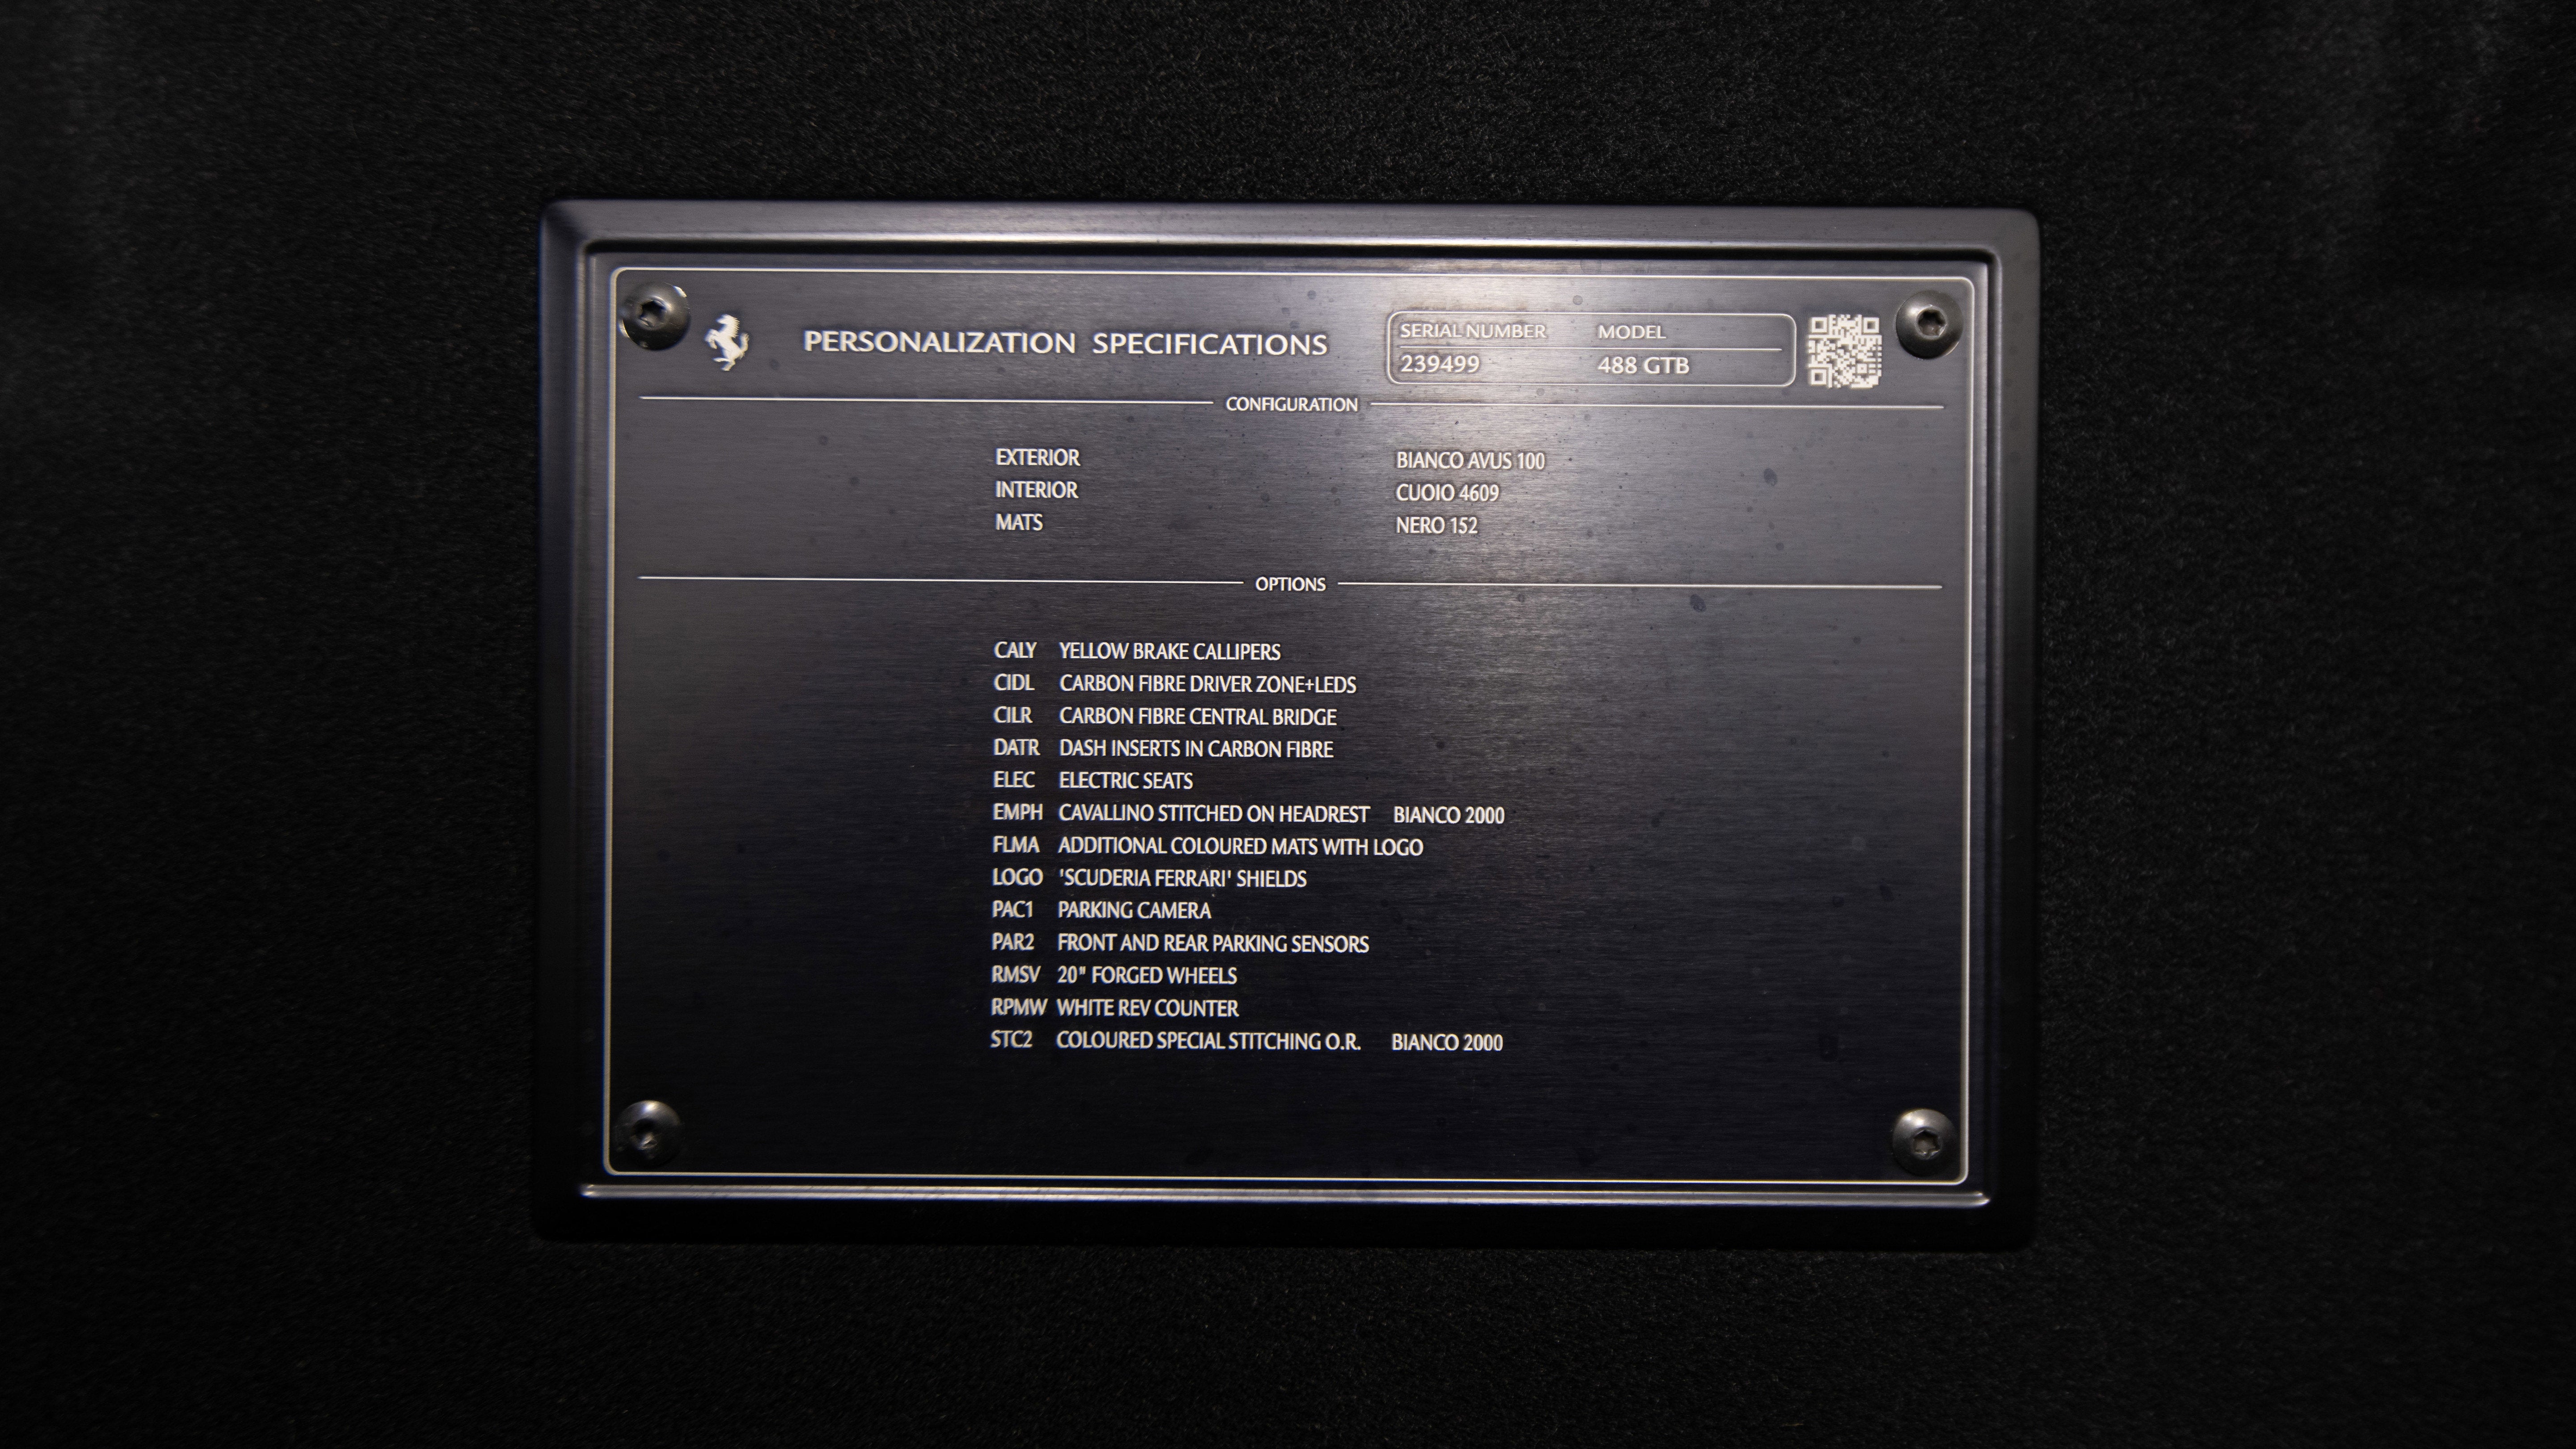 PERSONALIZATION SPECIFICATIONS
SERIAL NUMBER MODEL
239499 488 GTB
CONFIGURATION
EXTERIOR BIANCO AVUS 100
INTERIOR CUOIO 4609
MATS NERO 152
OPTIONS
CALY YELLOW BRAKE CALLIPERS
CIDL CARBON FIBRE DRIVER ZONE+LEDS
CILR CARBON FIBRE CENTRAL BRIDGE
DATR DASH INSERTS IN CARBON FIBRE
ELEC ELECTRIC SEATS
EMPH CAVALLINO STITCHED ON HEADREST BIANCO 2000
FLMA ADDITIONAL COLOURED MATS WITH LOGO
LOGO 'SCUDERIA FERRARI' SHIELDS
PAC1 PARKING CAMERA
PAR2 FRONT AND REAR PARKING SENSORS
RMSV 20" FORGED WHEELS
RPMW WHITE REV COUNTER
STC2 COLOURED SPECIAL STITCHING O.R. BIANCO 2000